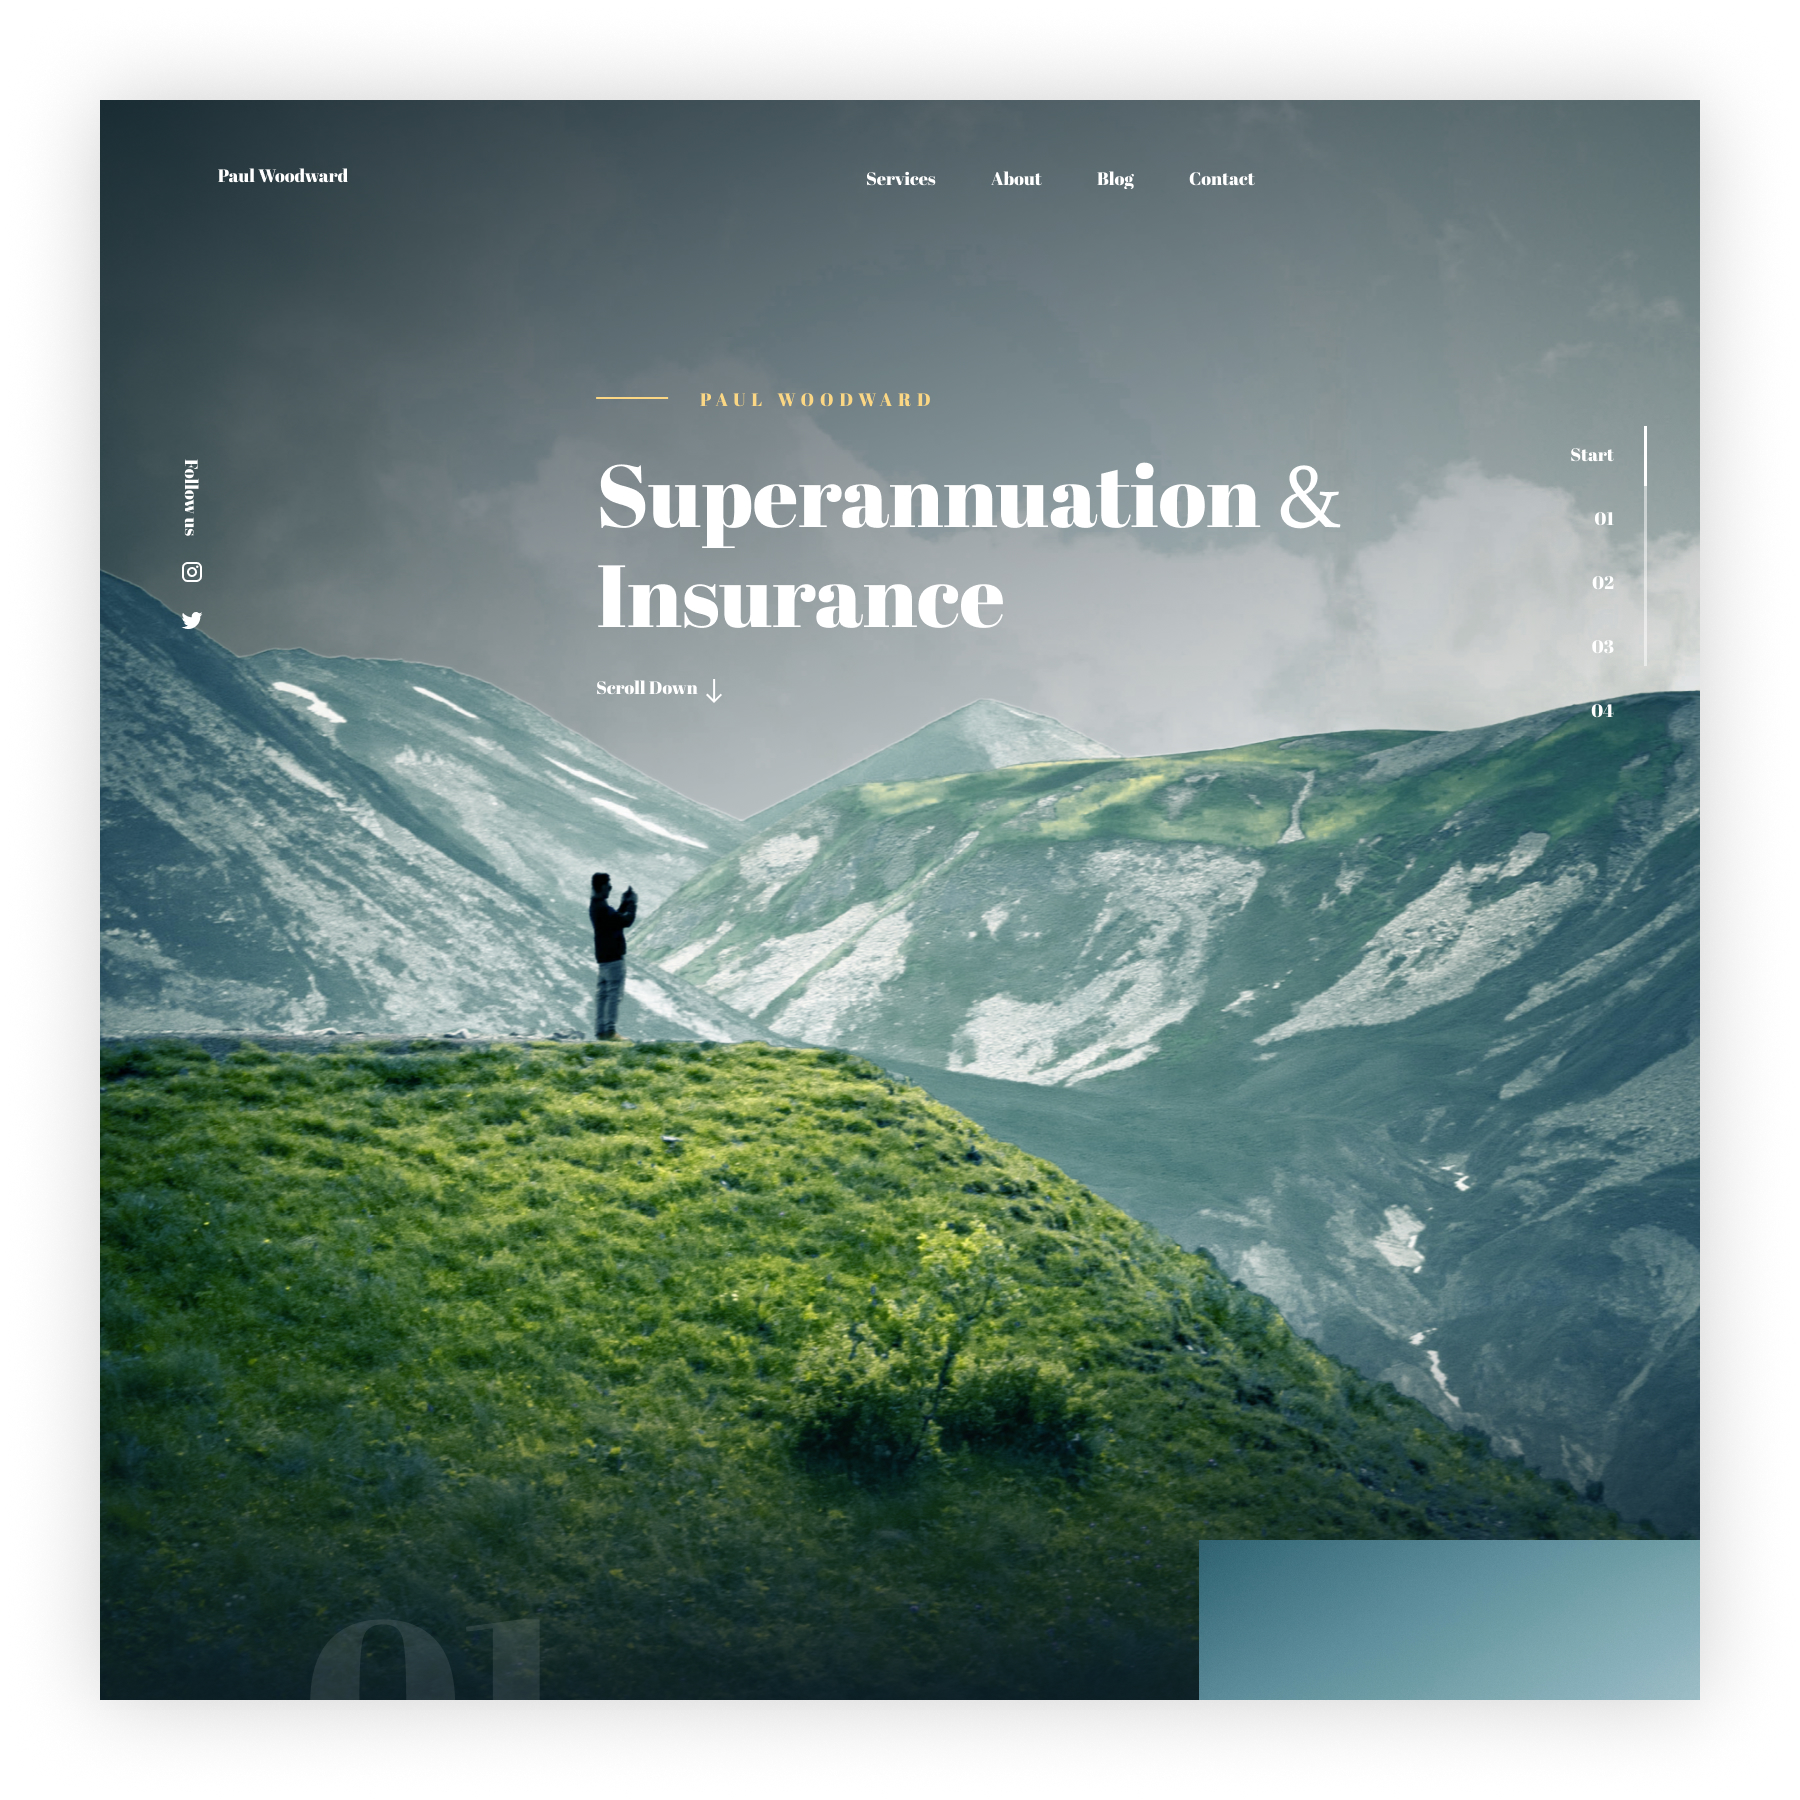 Paul Woodward
Services
About
Blog
Contact
PAUL WOODWARD
Superannuation &
Insurance
Scroll Down
Follow us
Start
01
02
03
04
01